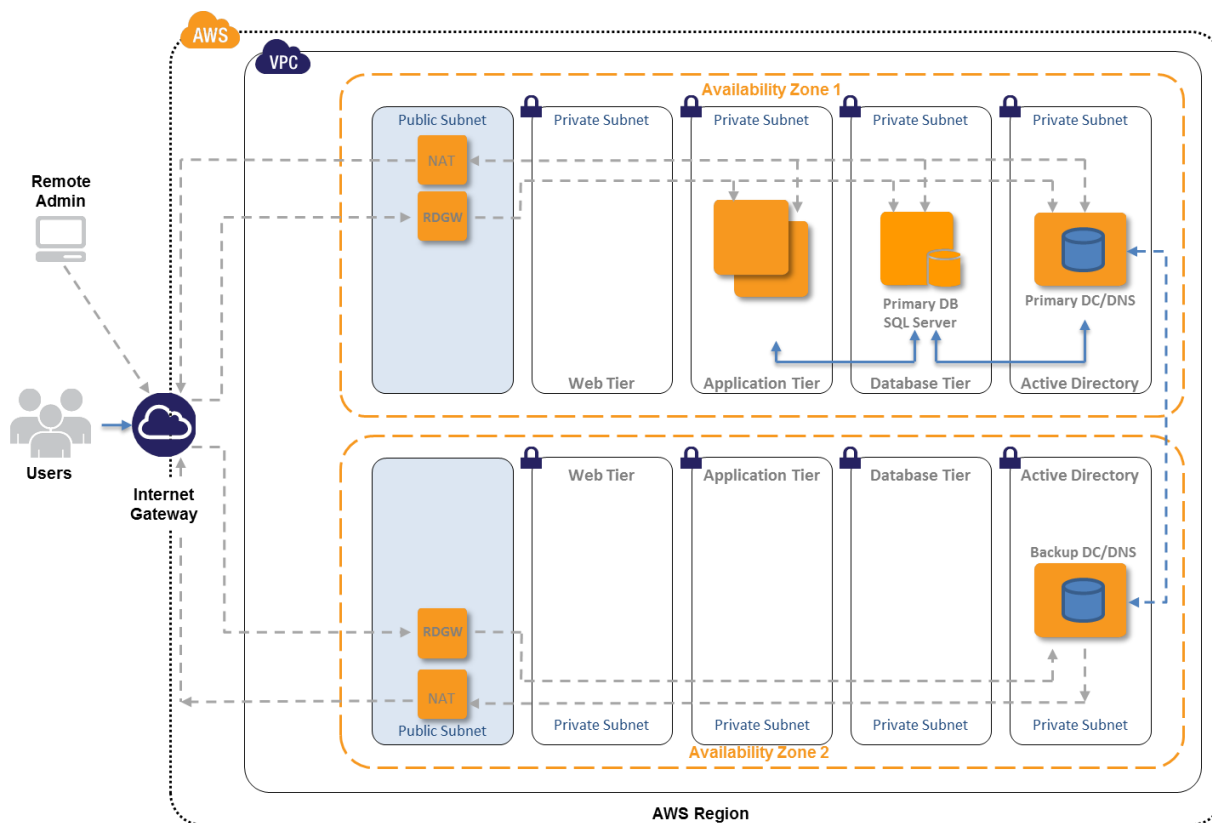 AWS
VPC
Availability Zone 1
Public Subnet
Private Subnet
Private Subnet
Private Subnet
Private Subnet
NAT
RDGW
Remote
Admin
Primary DB
SQL Server
Primary DC/DNS
Web Tier
Application Tier
Database Tier
Active Directory
Users
Internet
Gateway
Web Tier
Application Tier
Database Tier
Active Directory
Backup DC/DNS
RDGW
NAT
Public Subnet
Private Subnet
Private Subnet
Private Subnet
Private Subnet
Availability Zone 2
AWS Region